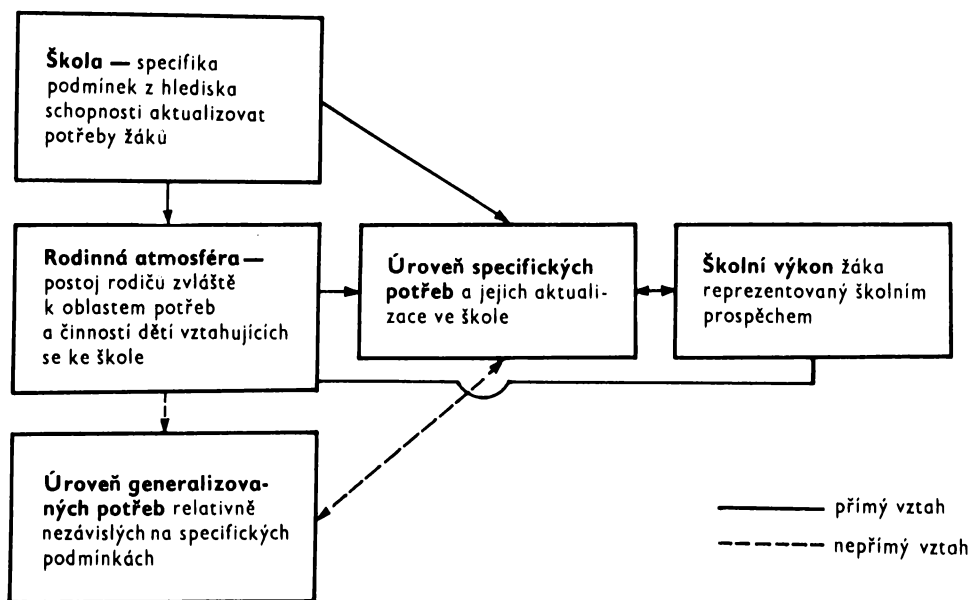 Škola — specifika
podmínek z hlediska
schopnosti aktualizovat
potřeby žáků
Rodinná atmosféra —
postoj rodičů zvláště
k oblastem potřeb
a činností dětí vztahujících
se ke škole
Úroveň specifických
potřeb a jejich aktuali-
zace ve škole
Školní výkon žáka
reprezentovaný školním
prospěchem
Úroveň generalizova-
ných potřeb relativně
nezávislých na specifických
podmínkách
přímý vztah
nepřímý vztah